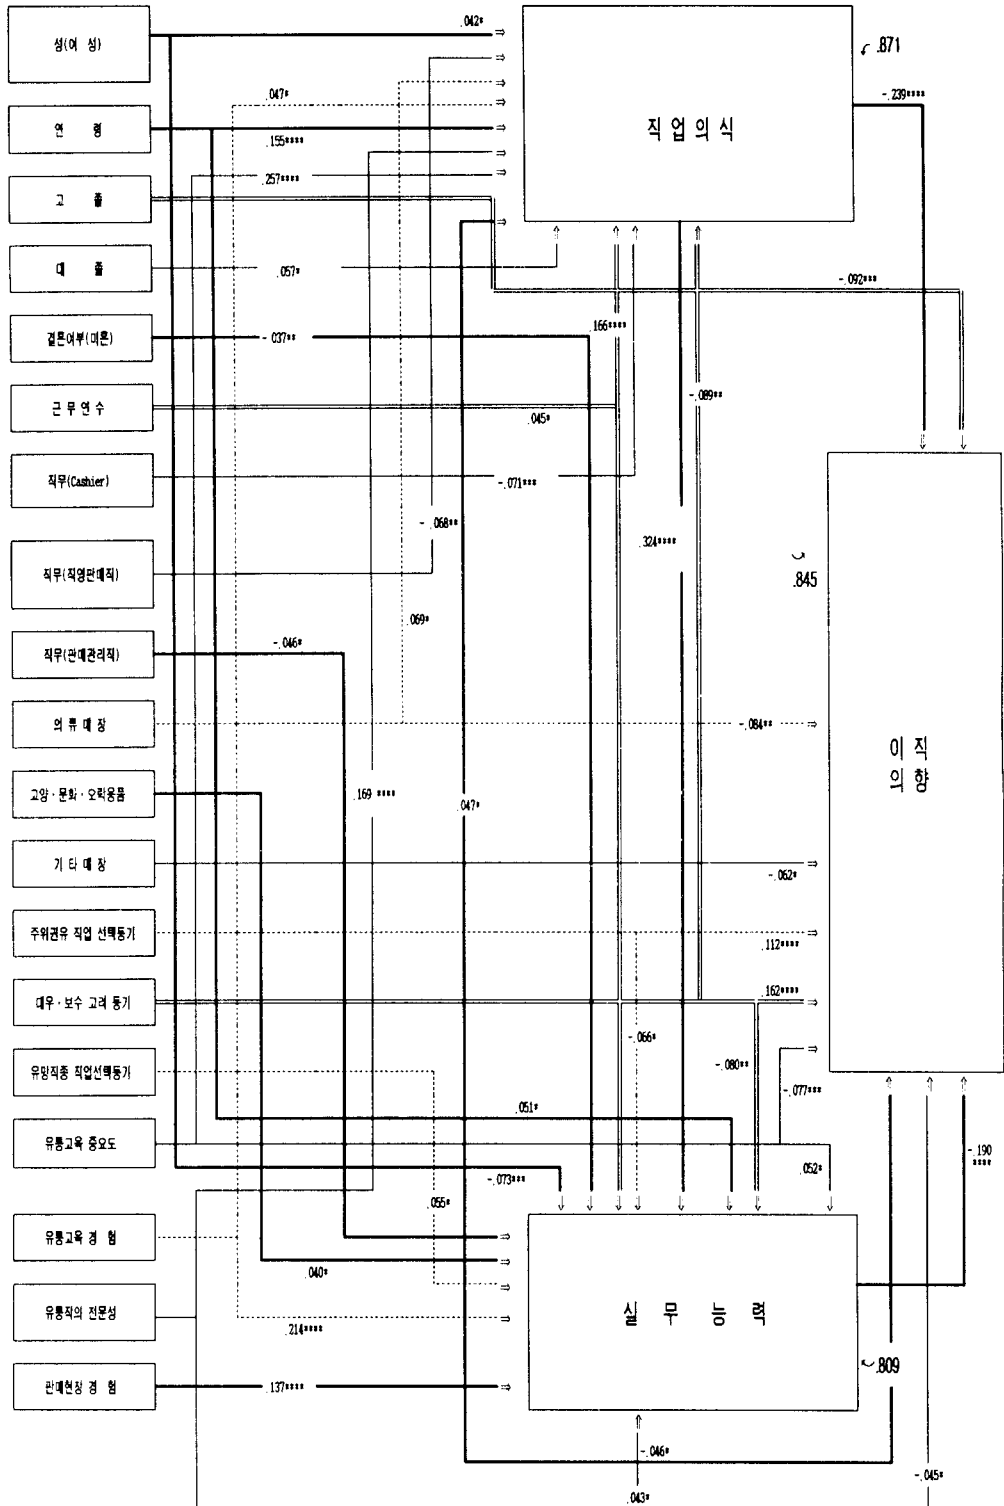 성(여 성)
.042*
직 업 의 식
.871
-.239****
.047*
연 령
.155****
.257****
고 졸
대 졸
.057*
-.092***
결혼여부(미혼)
-.037**
.166****
근 무 연 수
.045*
-.089**
직무(Cashier)
-.071***
-.068**
.324****
직무(직영판매직)
.845
.069*
직무(판매관리직)
-.046*
의 류 매 장
-.084**
이 직
의 향
교양·문화·오락용품
.169 ****
.047*
기 타 매 장
-.062*
주위권유 직업 선택동기
.112****
대우·보수 고려 동기
.162****
-.066*
-.080**
유망직종 직업선택동기
-.077***
.051*
유통교육 중요도
-.190
****
-.073***
.052*
.055*
유통교육 경 험
.040*
유통직의 전문성
실 무 능 력
.214****
.809
판매현장 경 험
.137****
-.046*
-.045*
.043*